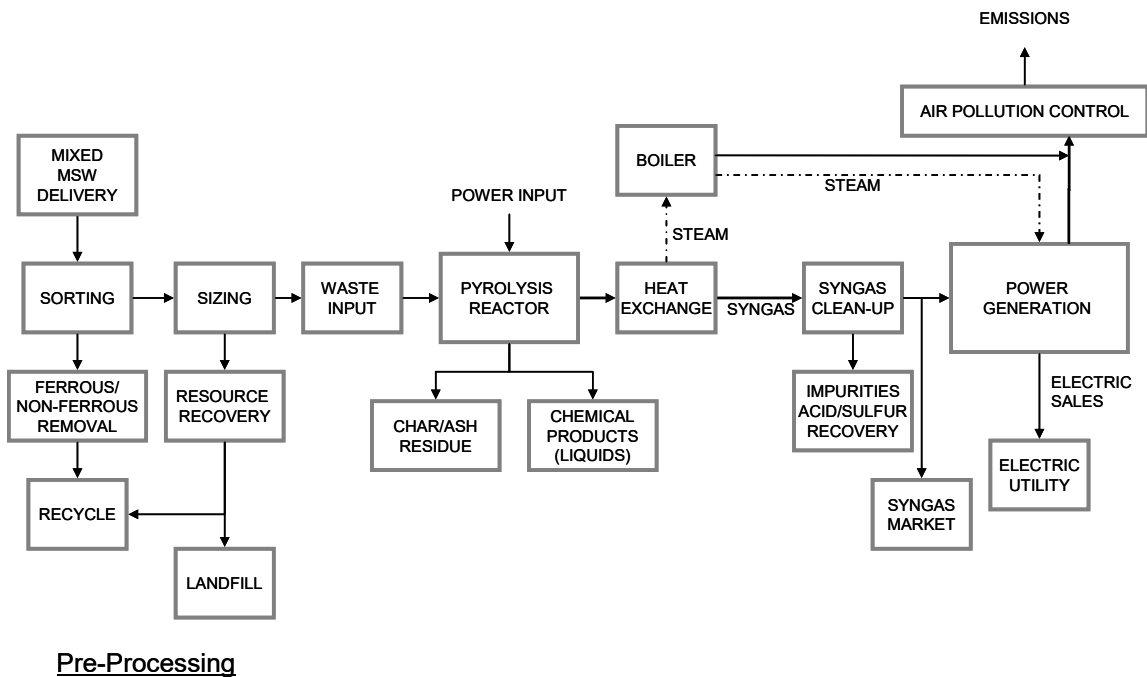 EMISSIONS
AIR POLLUTION CONTROL
MIXED
MSW
DELIVERY
BOILER
STEAM
POWER INPUT
STEAM
SORTING
SIZING
WASTE
INPUT
PYROLYSIS
REACTOR
HEAT
EXCHANGE
SYNGAS
SYNGAS
CLEAN-UP
POWER
GENERATION
FERROUS/
NON-FERROUS
REMOVAL
RESOURCE
RECOVERY
CHAR/ASH
RESIDUE
CHEMICAL
PRODUCTS
(LIQUIDS)
IMPURITIES
ACID/SULFUR
RECOVERY
ELECTRIC
SALES
RECYCLE
SYNGAS
MARKET
ELECTRIC
UTILITY
LANDFILL
Pre-Processing